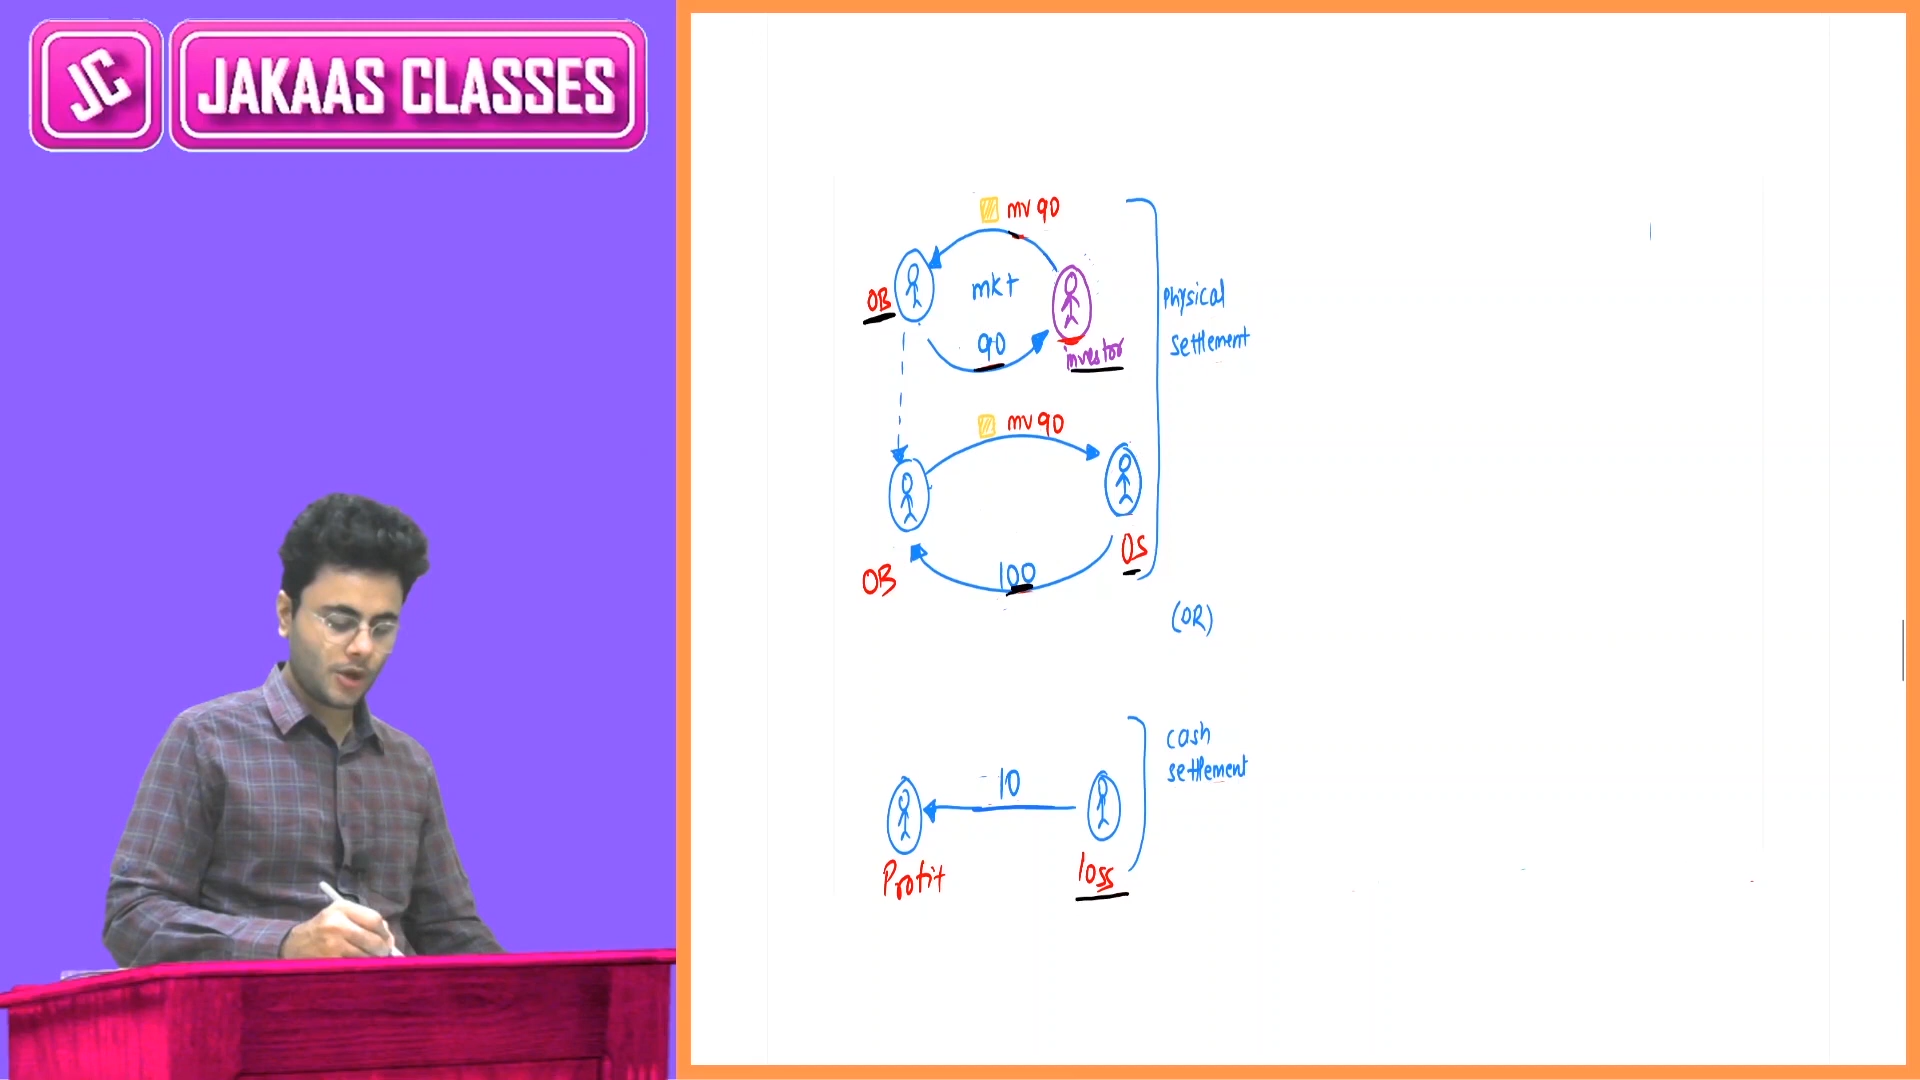 JC
JAKAAS CLASSES
mv 90
OB
mkt
90
investor
Physical
settlement
mv 90
OB
100
OS
(OR)
cash
settlement
10
Profit
loss